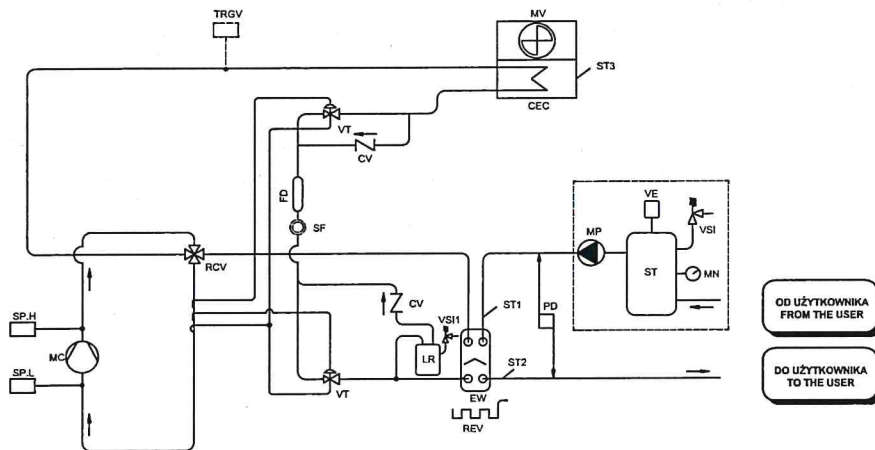 TRGV
MV
ST3
CEC
VT
CV
FD
SF
VE
VSI
MP
ST
MN
RCV
CV
VSI1
ST1
PD
OD UŻYTKOWNIKA
FROM THE USER
SP.H
MC
LR
SP.L
ST2
VT
EW
REV
DO UŻYTKOWNIKA
TO THE USER